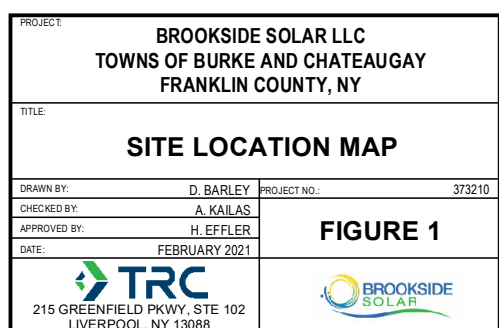 PROJECT:
BROOKSIDE SOLAR LLC
TOWNS OF BURKE AND CHATEAUGAY
FRANKLIN COUNTY, NY
TITLE:
SITE LOCATION MAP
DRAWN BY: D. BARLEY PROJECT NO.: 373210
CHECKED BY: A. KAILAS
APPROVED BY: H. EFFLER
DATE: FEBRUARY 2021
FIGURE 1
TRC
215 GREENFIELD PKWY, STE 102
LIVERPOOL, NY 13088
BROOKSIDE
SOLAR